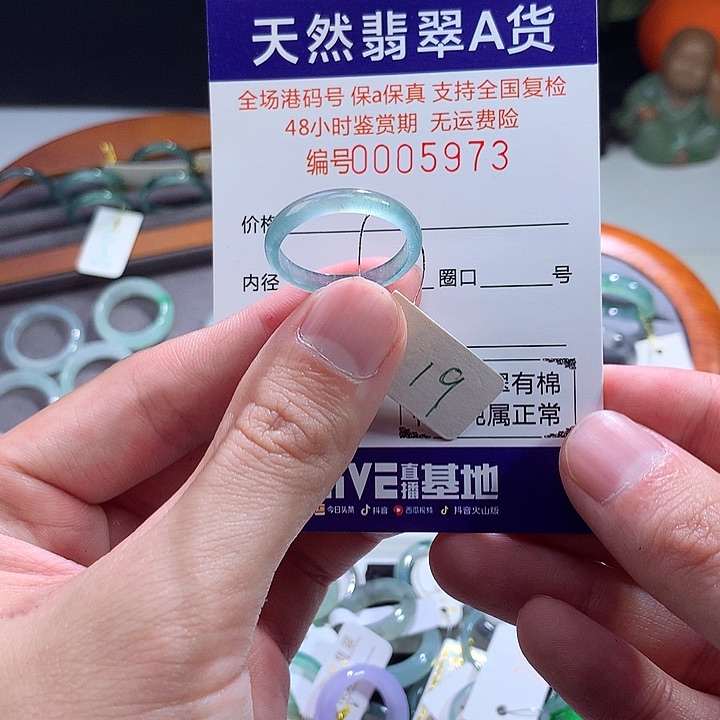 天然翡翠A货
全场港码号 保a保真 支持全国复检
48小时鉴赏期 无运费险
编号0005973
价格
内径 圈口 号
19
有棉
属正常
IVE 直播 基地
今日头条 抖音 西瓜视频 抖音火山版